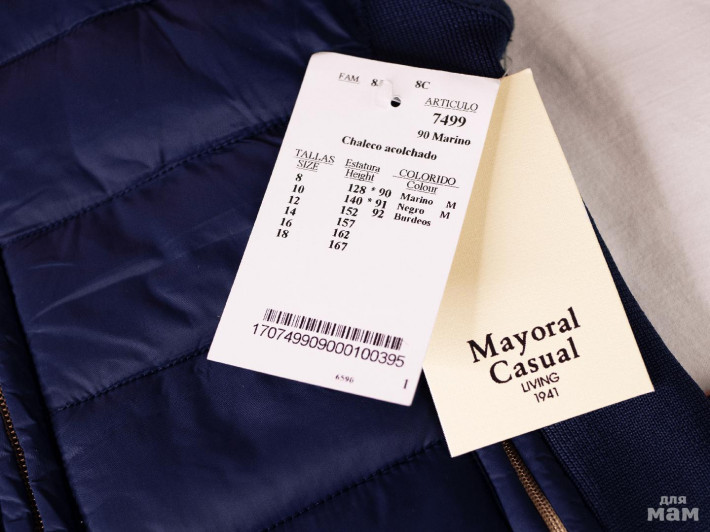 FAM 8C
ARTICULO
7499
90 Marino
Chaleco acolchado
TALLAS Estatura COLORIDO
SIZE Height Colour
8 128 * 90 Marino M
10 140 * 91 Negro M
12 152 92 Burdeos
14 157
16 162
18 167
17074990900010 0395
6590 1
Mayoral
Casual
LIVING
1941
для
мам